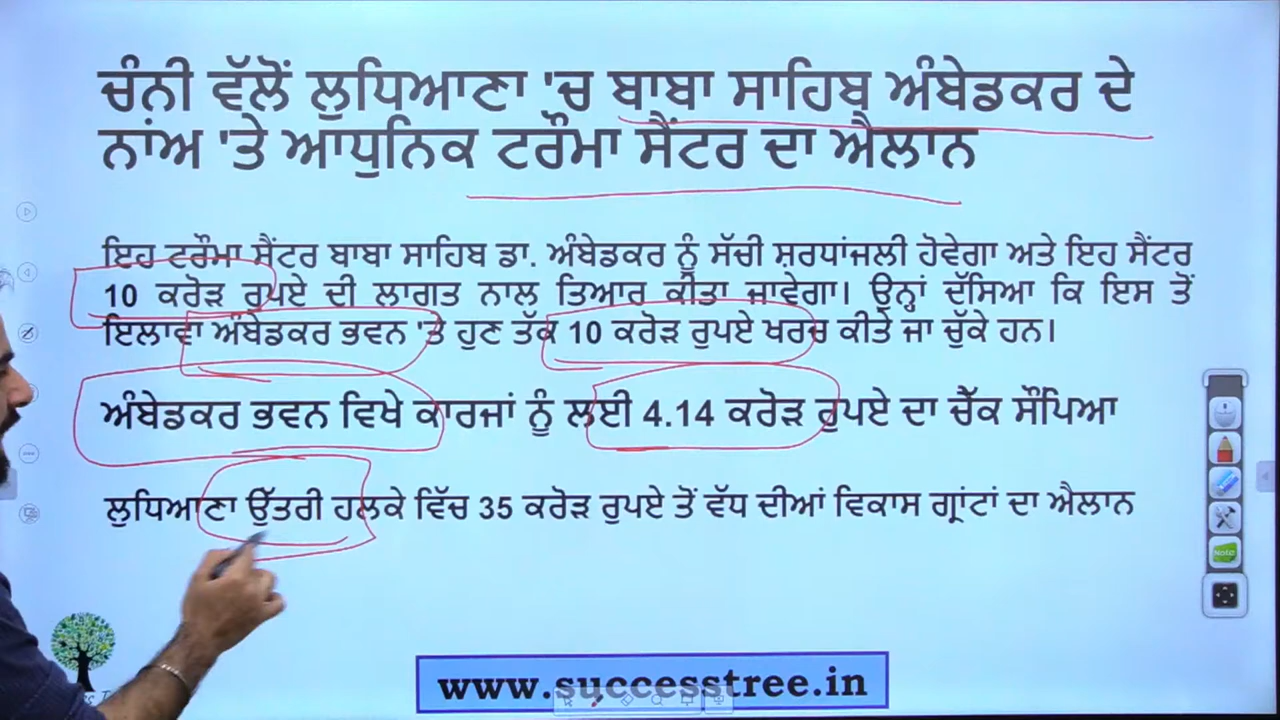 ਚੰਨੀ ਵੱਲੋਂ ਲੁਧਿਆਣਾ 'ਚ ਬਾਬਾ ਸਾਹਿਬ ਅੰਬੇਡਕਰ ਦੇ
ਨਾਂਅ 'ਤੇ ਆਧੁਨਿਕ ਟਰੌਮਾ ਸੈਂਟਰ ਦਾ ਐਲਾਨ
ਇਹ ਟਰੌਮਾ ਸੈਂਟਰ ਬਾਬਾ ਸਾਹਿਬ ਡਾ. ਅੰਬੇਡਕਰ ਨੂੰ ਸੱਚੀ ਸ਼ਰਧਾਂਜਲੀ ਹੋਵੇਗਾ ਅਤੇ ਇਹ ਸੈਂਟਰ
10 ਕਰੋੜ ਰੁਪਏ ਦੀ ਲਾਗਤ ਨਾਲ ਤਿਆਰ ਕੀਤਾ ਜਾਵੇਗਾ। ਉਨ੍ਹਾਂ ਦੱਸਿਆ ਕਿ ਇਸ ਤੋਂ
ਇਲਾਵਾ ਅੰਬੇਡਕਰ ਭਵਨ 'ਤੇ ਹੁਣ ਤੱਕ 10 ਕਰੋੜ ਰੁਪਏ ਖਰਚ ਕੀਤੇ ਜਾ ਚੁੱਕੇ ਹਨ।
ਅੰਬੇਡਕਰ ਭਵਨ ਵਿਖੇ ਕਾਰਜਾਂ ਨੂੰ ਲਈ 4.14 ਕਰੋੜ ਰੁਪਏ ਦਾ ਚੈੱਕ ਸੌਂਪਿਆ
ਲੁਧਿਆਣਾ ਉੱਤਰੀ ਹਲਕੇ ਵਿੱਚ 35 ਕਰੋੜ ਰੁਪਏ ਤੋਂ ਵੱਧ ਦੀਆਂ ਵਿਕਾਸ ਗ੍ਰਾਂਟਾਂ ਦਾ ਐਲਾਨ
www.successtree.in
Note